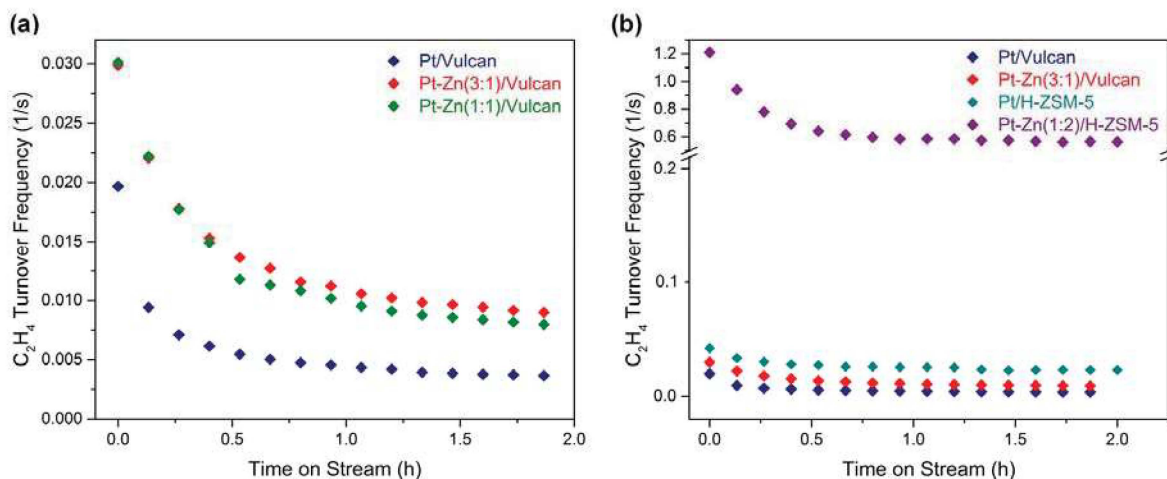 (a)
C₂H₄ Turnover Frequency (1/s)
0.030
0.025
0.020
0.015
0.010
0.005
0.000
Pt/Vulcan
Pt-Zn(3:1)/Vulcan
Pt-Zn(1:1)/Vulcan
0.0 0.5 1.0 1.5 2.0
Time on Stream (h)
(b)
C₂H₄ Turnover Frequency (1/s)
1.2
1.0
0.8
0.6
0.2
0.1
0.0
Pt/Vulcan
Pt-Zn(3:1)/Vulcan
Pt/H-ZSM-5
Pt-Zn(1:2)/H-ZSM-5
0.0 0.5 1.0 1.5 2.0
Time on Stream (h)